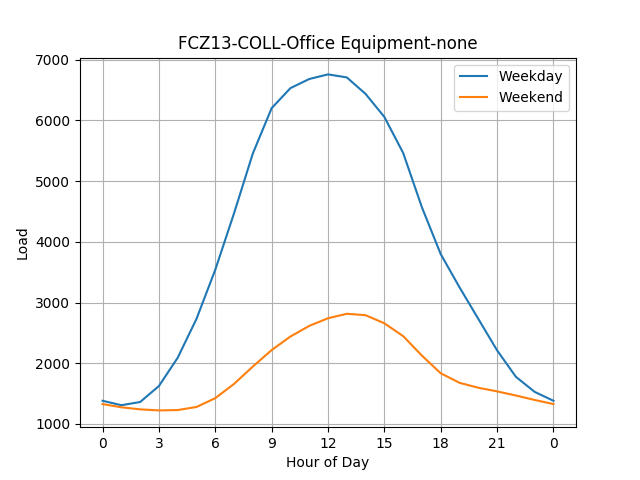 FCZ13-COLL-Office Equipment-none
Weekday
Weekend
Load
7000
6000
5000
4000
3000
2000
1000
0 3 6 9 12 15 18 21 0
Hour of Day